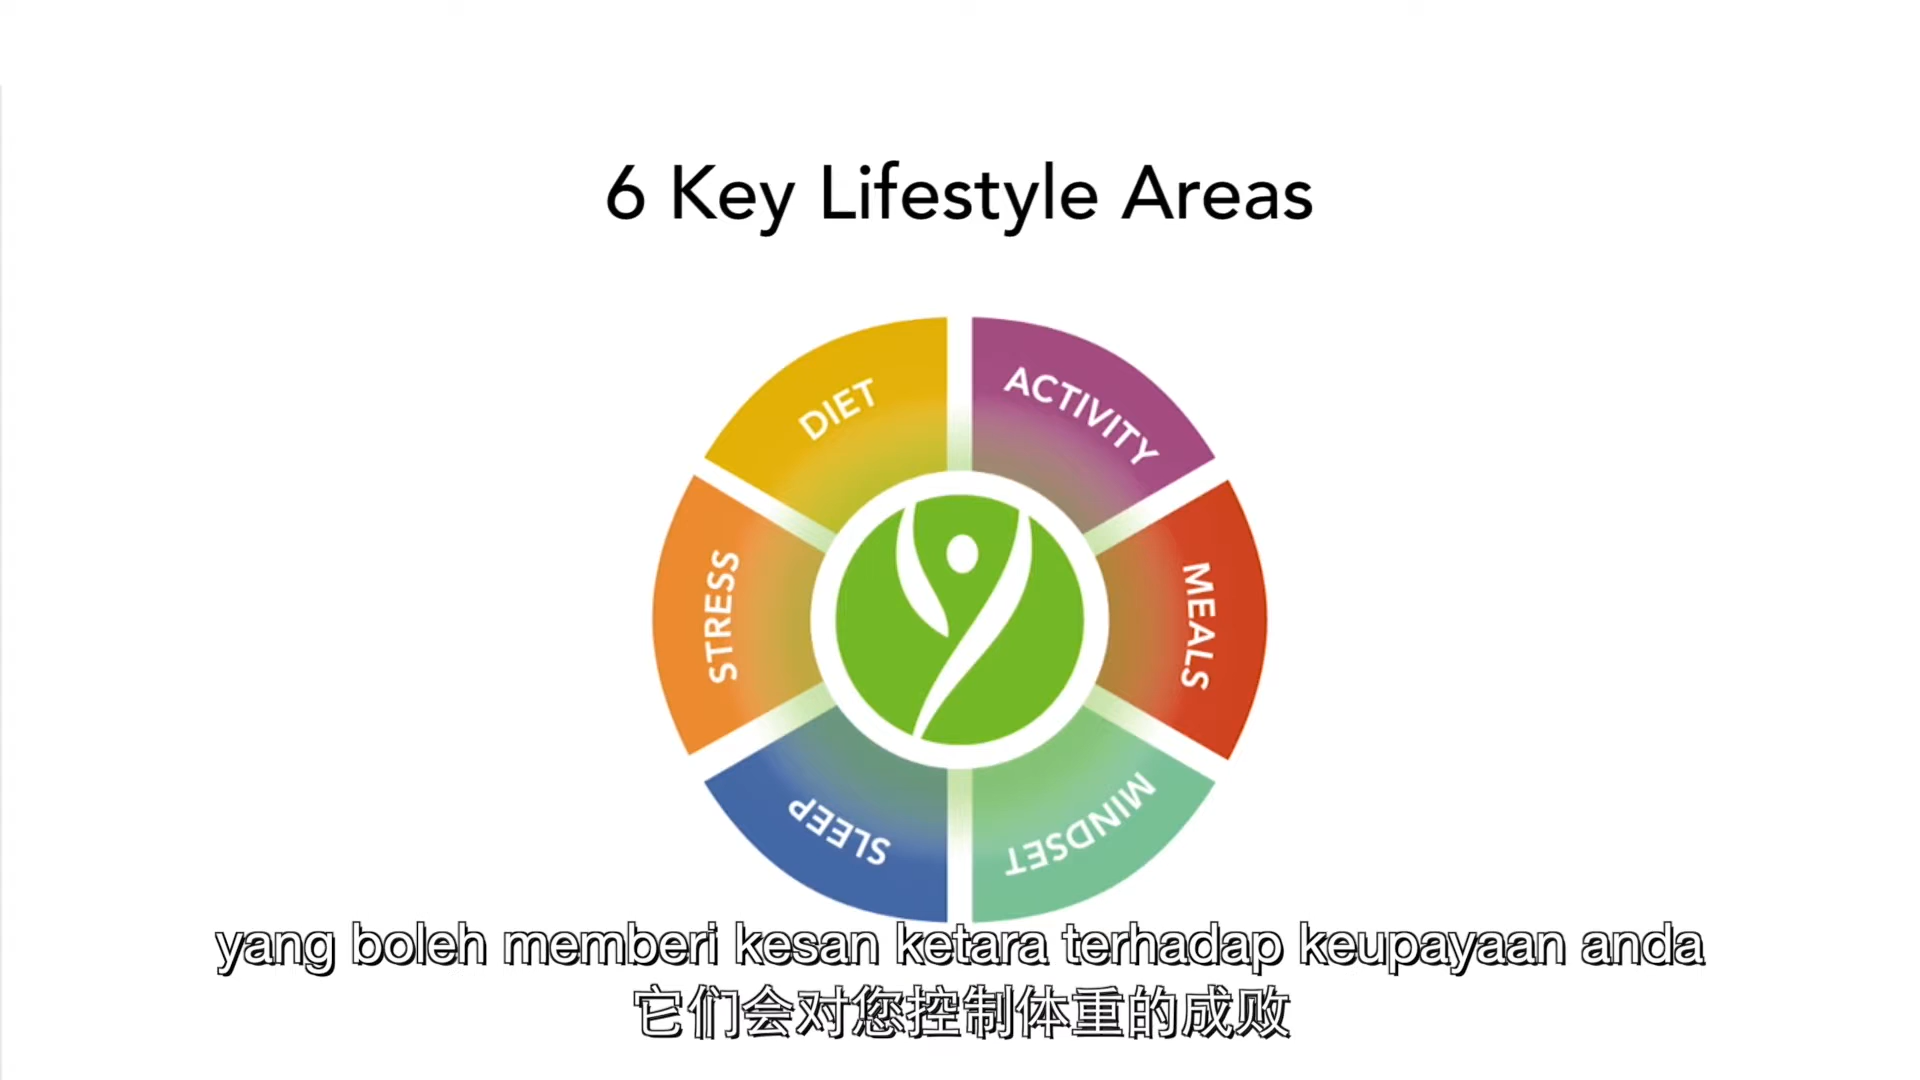 6 Key Lifestyle Areas
DIET
ACTIVITY
STRESS
MEALS
SLEEP
MINDSET
yang boleh memberi kesan ketara terhadap keupayaan anda
它们会对您控制体重的成败